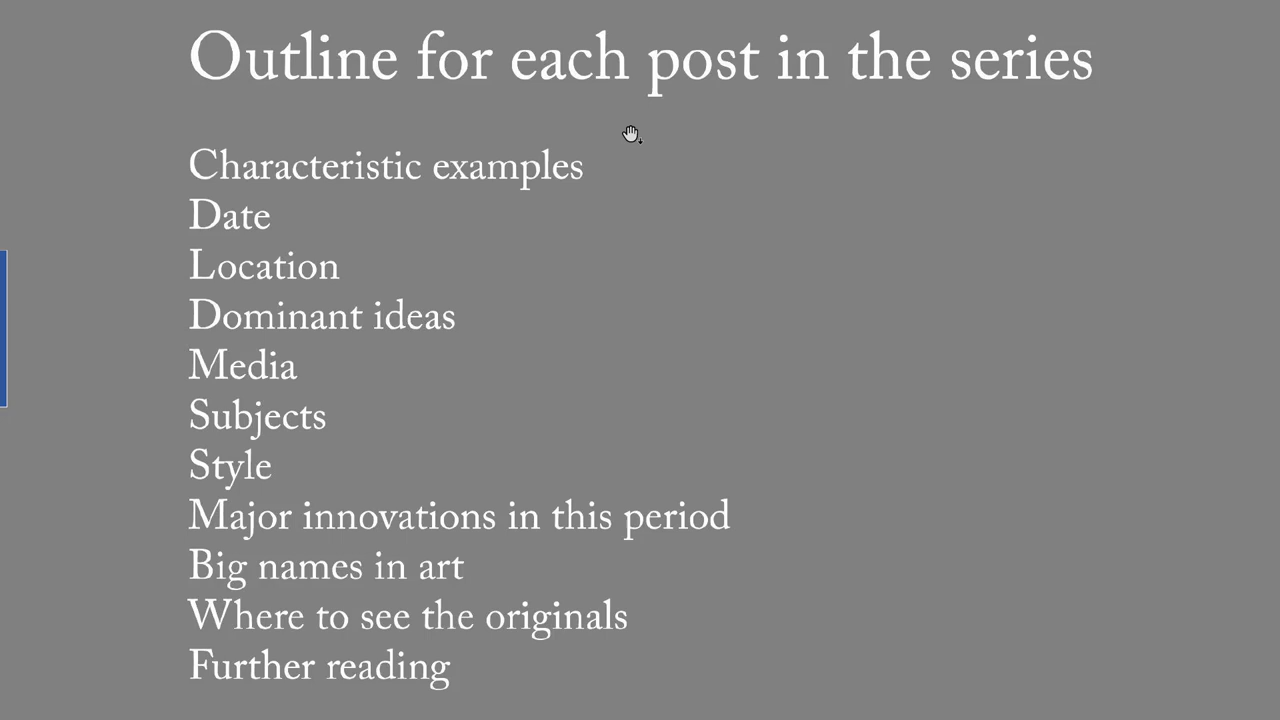 Outline for each post in the series
Characteristic examples
Date
Location
Dominant ideas
Media
Subjects
Style
Major innovations in this period
Big names in art
Where to see the originals
Further reading